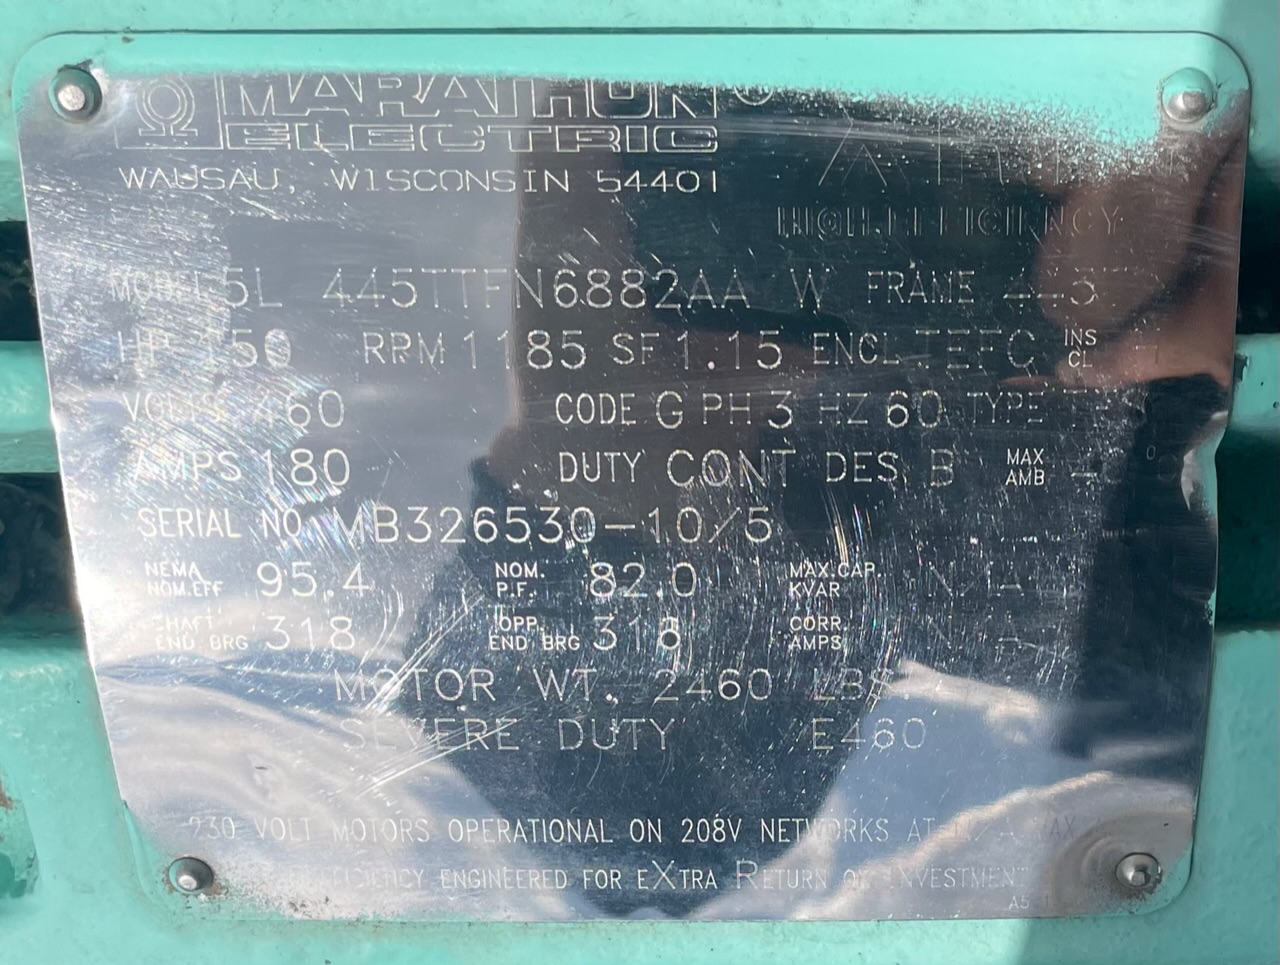 MARATHON
ELECTRIC
WAUSAU, WISCONSIN 54401
HIGH EFFICIENCY
MODEL 5L 445TTFN6882AA W FRAME
HP 150 RPM 1185 SF 1.15 ENCL TEFC INS CL
VOLTS 460 CODE G PH 3 HZ 60 TYPE
AMPS 180 DUTY CONT DES B MAX AMB
SERIAL NO. MB326530-10/5
NEMA NOM.EFF 95.4 NOM. P.F. 82.0 MAX.CAP. KVAR N/A
SHAFT END BRG 318 OPP. END BRG 318 CORR. AMPS
MOTOR WT. 2460 LBS.
SEVERE DUTY E460
230 VOLT MOTORS OPERATIONAL ON 208V NETWORKS AT N/A MAX
EFFICIENCY ENGINEERED FOR EXTRA RETURN ON INVESTMENT